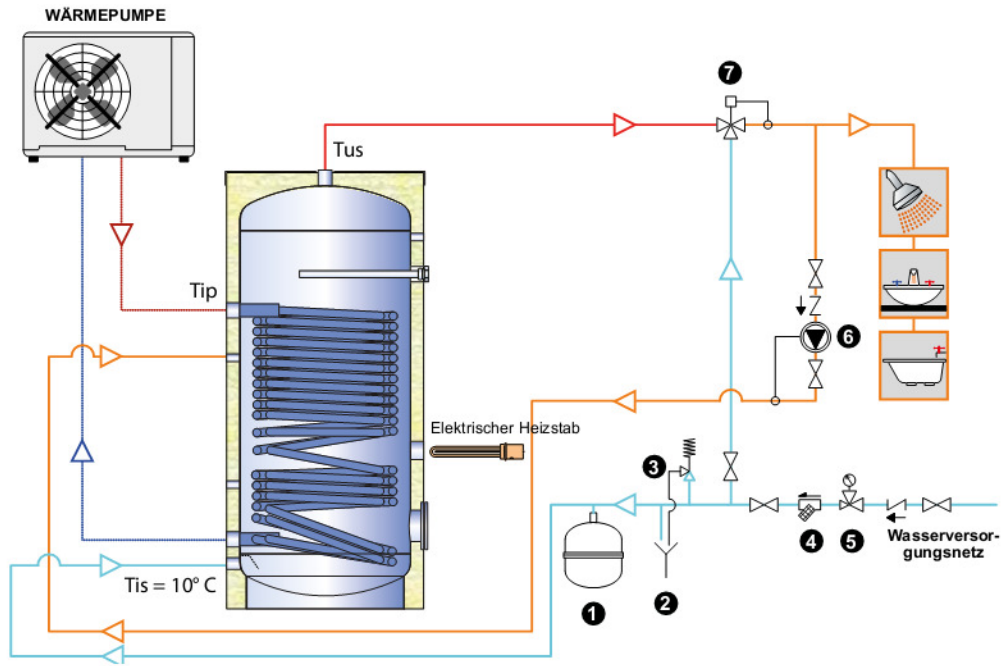 WÄRMEPUMPE
7
Tus
Tip
6
Elektrischer Heizstab
3
4
5
Wasserversor-
gungsnetz
Tis = 10° C
1
2